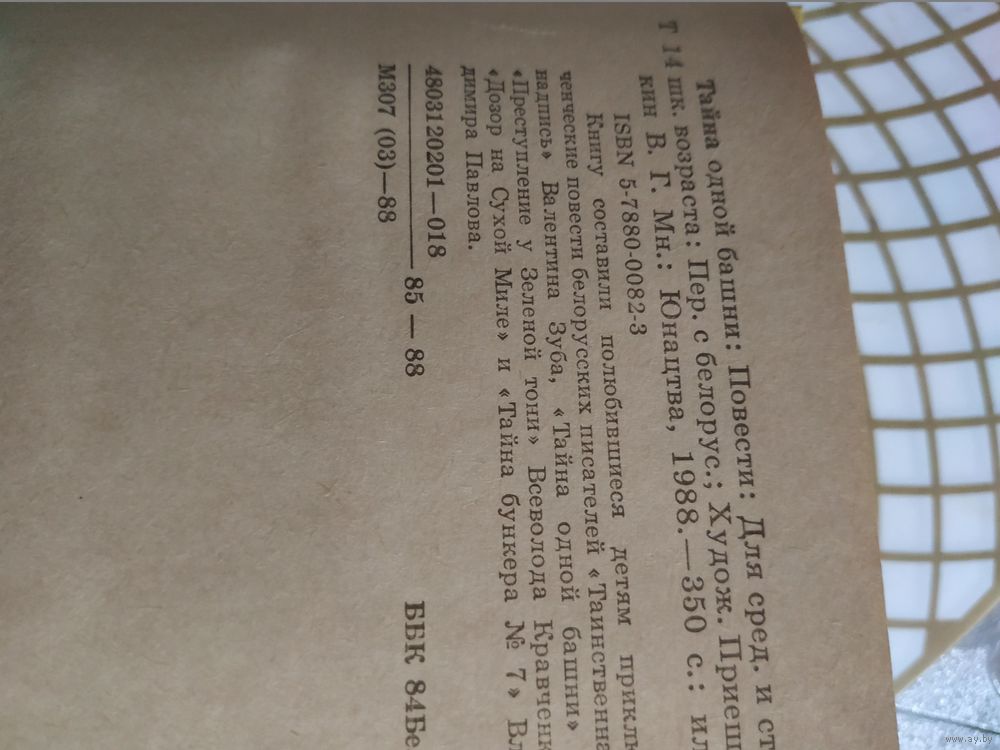 Тайна одной башни: Повести: Для сред. и ст
Т 14 шк. возраста: Пер. с белорус.; Худож. Приеш
кин В. Г. Мн.: Юнацтва, 1988.—350 с.: ил
ISBN 5-7880-0082-3
Книгу составили полюбившиеся детям приклю
ченческие повести белорусских писателей «Таинственна
надпись» Валентина Зуба, «Тайна одной башни»
«Преступление у Зеленой тони» Всеволода Кравченк
«Дозор на Сухой Миле» и «Тайна бункера № 7» Вл
димира Павлова.
4803120201—018
85 — 88
М307 (03)—88
ББК 84Бе
www.ay.by